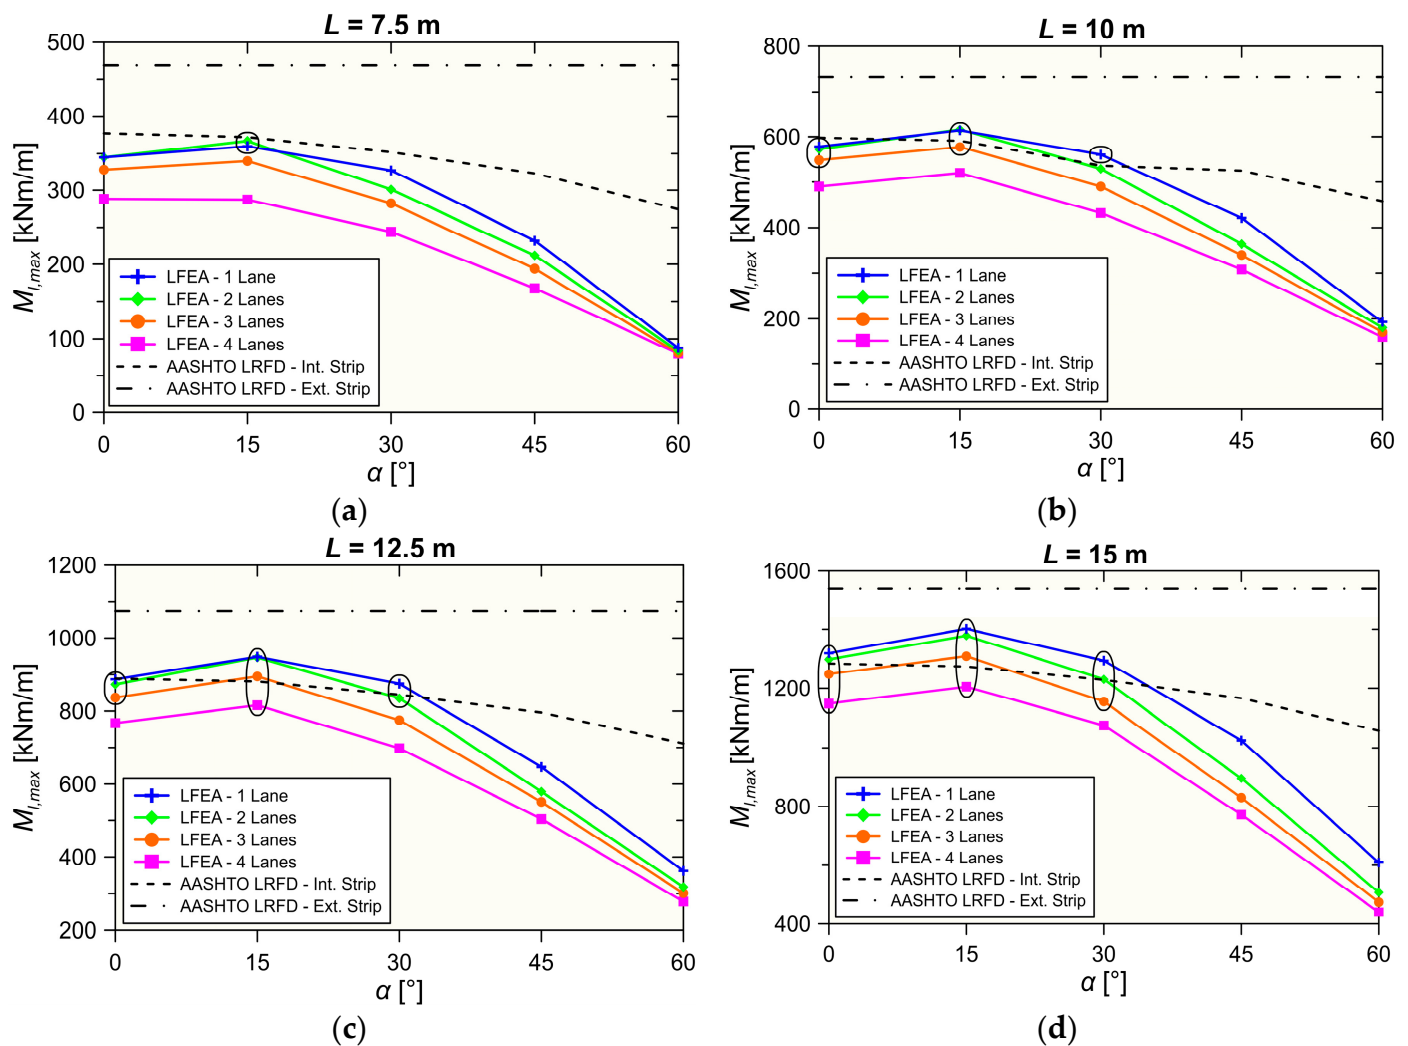 L = 7.5 m
500
400
300
200
100
0
M_l,max [kNm/m]
LFEA - 1 Lane
LFEA - 2 Lanes
LFEA - 3 Lanes
LFEA - 4 Lanes
AASHTO LRFD - Int. Strip
AASHTO LRFD - Ext. Strip
0 15 30 45 60
α [°]
(a)
L = 10 m
800
600
400
200
0
M_l,max [kNm/m]
LFEA - 1 Lane
LFEA - 2 Lanes
LFEA - 3 Lanes
LFEA - 4 Lanes
AASHTO LRFD - Int. Strip
AASHTO LRFD - Ext. Strip
0 15 30 45 60
α [°]
(b)
L = 12.5 m
1200
1000
800
600
400
200
M_l,max [kNm/m]
LFEA - 1 Lane
LFEA - 2 Lanes
LFEA - 3 Lanes
LFEA - 4 Lanes
AASHTO LRFD - Int. Strip
AASHTO LRFD - Ext. Strip
0 15 30 45 60
α [°]
(c)
L = 15 m
1600
1200
800
400
M_l,max [kNm/m]
LFEA - 1 Lane
LFEA - 2 Lanes
LFEA - 3 Lanes
LFEA - 4 Lanes
AASHTO LRFD - Int. Strip
AASHTO LRFD - Ext. Strip
0 15 30 45 60
α [°]
(d)